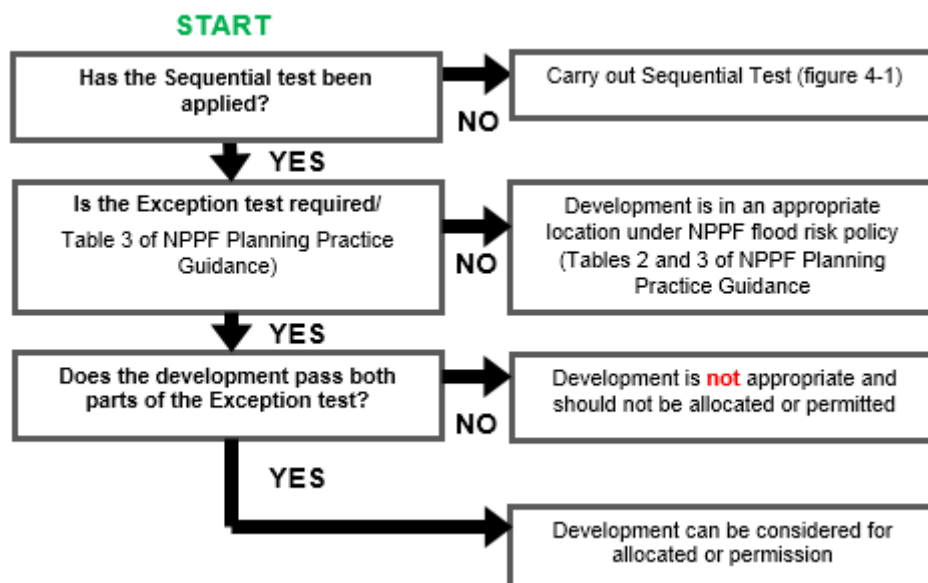 START
Has the Sequential test been
applied?
NO
Carry out Sequential Test (figure 4-1)
YES
Is the Exception test required/
Table 3 of NPPF Planning Practice
Guidance)
NO
Development is in an appropriate
location under NPPF flood risk policy
(Tables 2 and 3 of NPPF Planning
Practice Guidance
YES
Does the development pass both
parts of the Exception test?
NO
Development is not appropriate and
should not be allocated or permitted
YES
Development can be considered for
allocated or permission